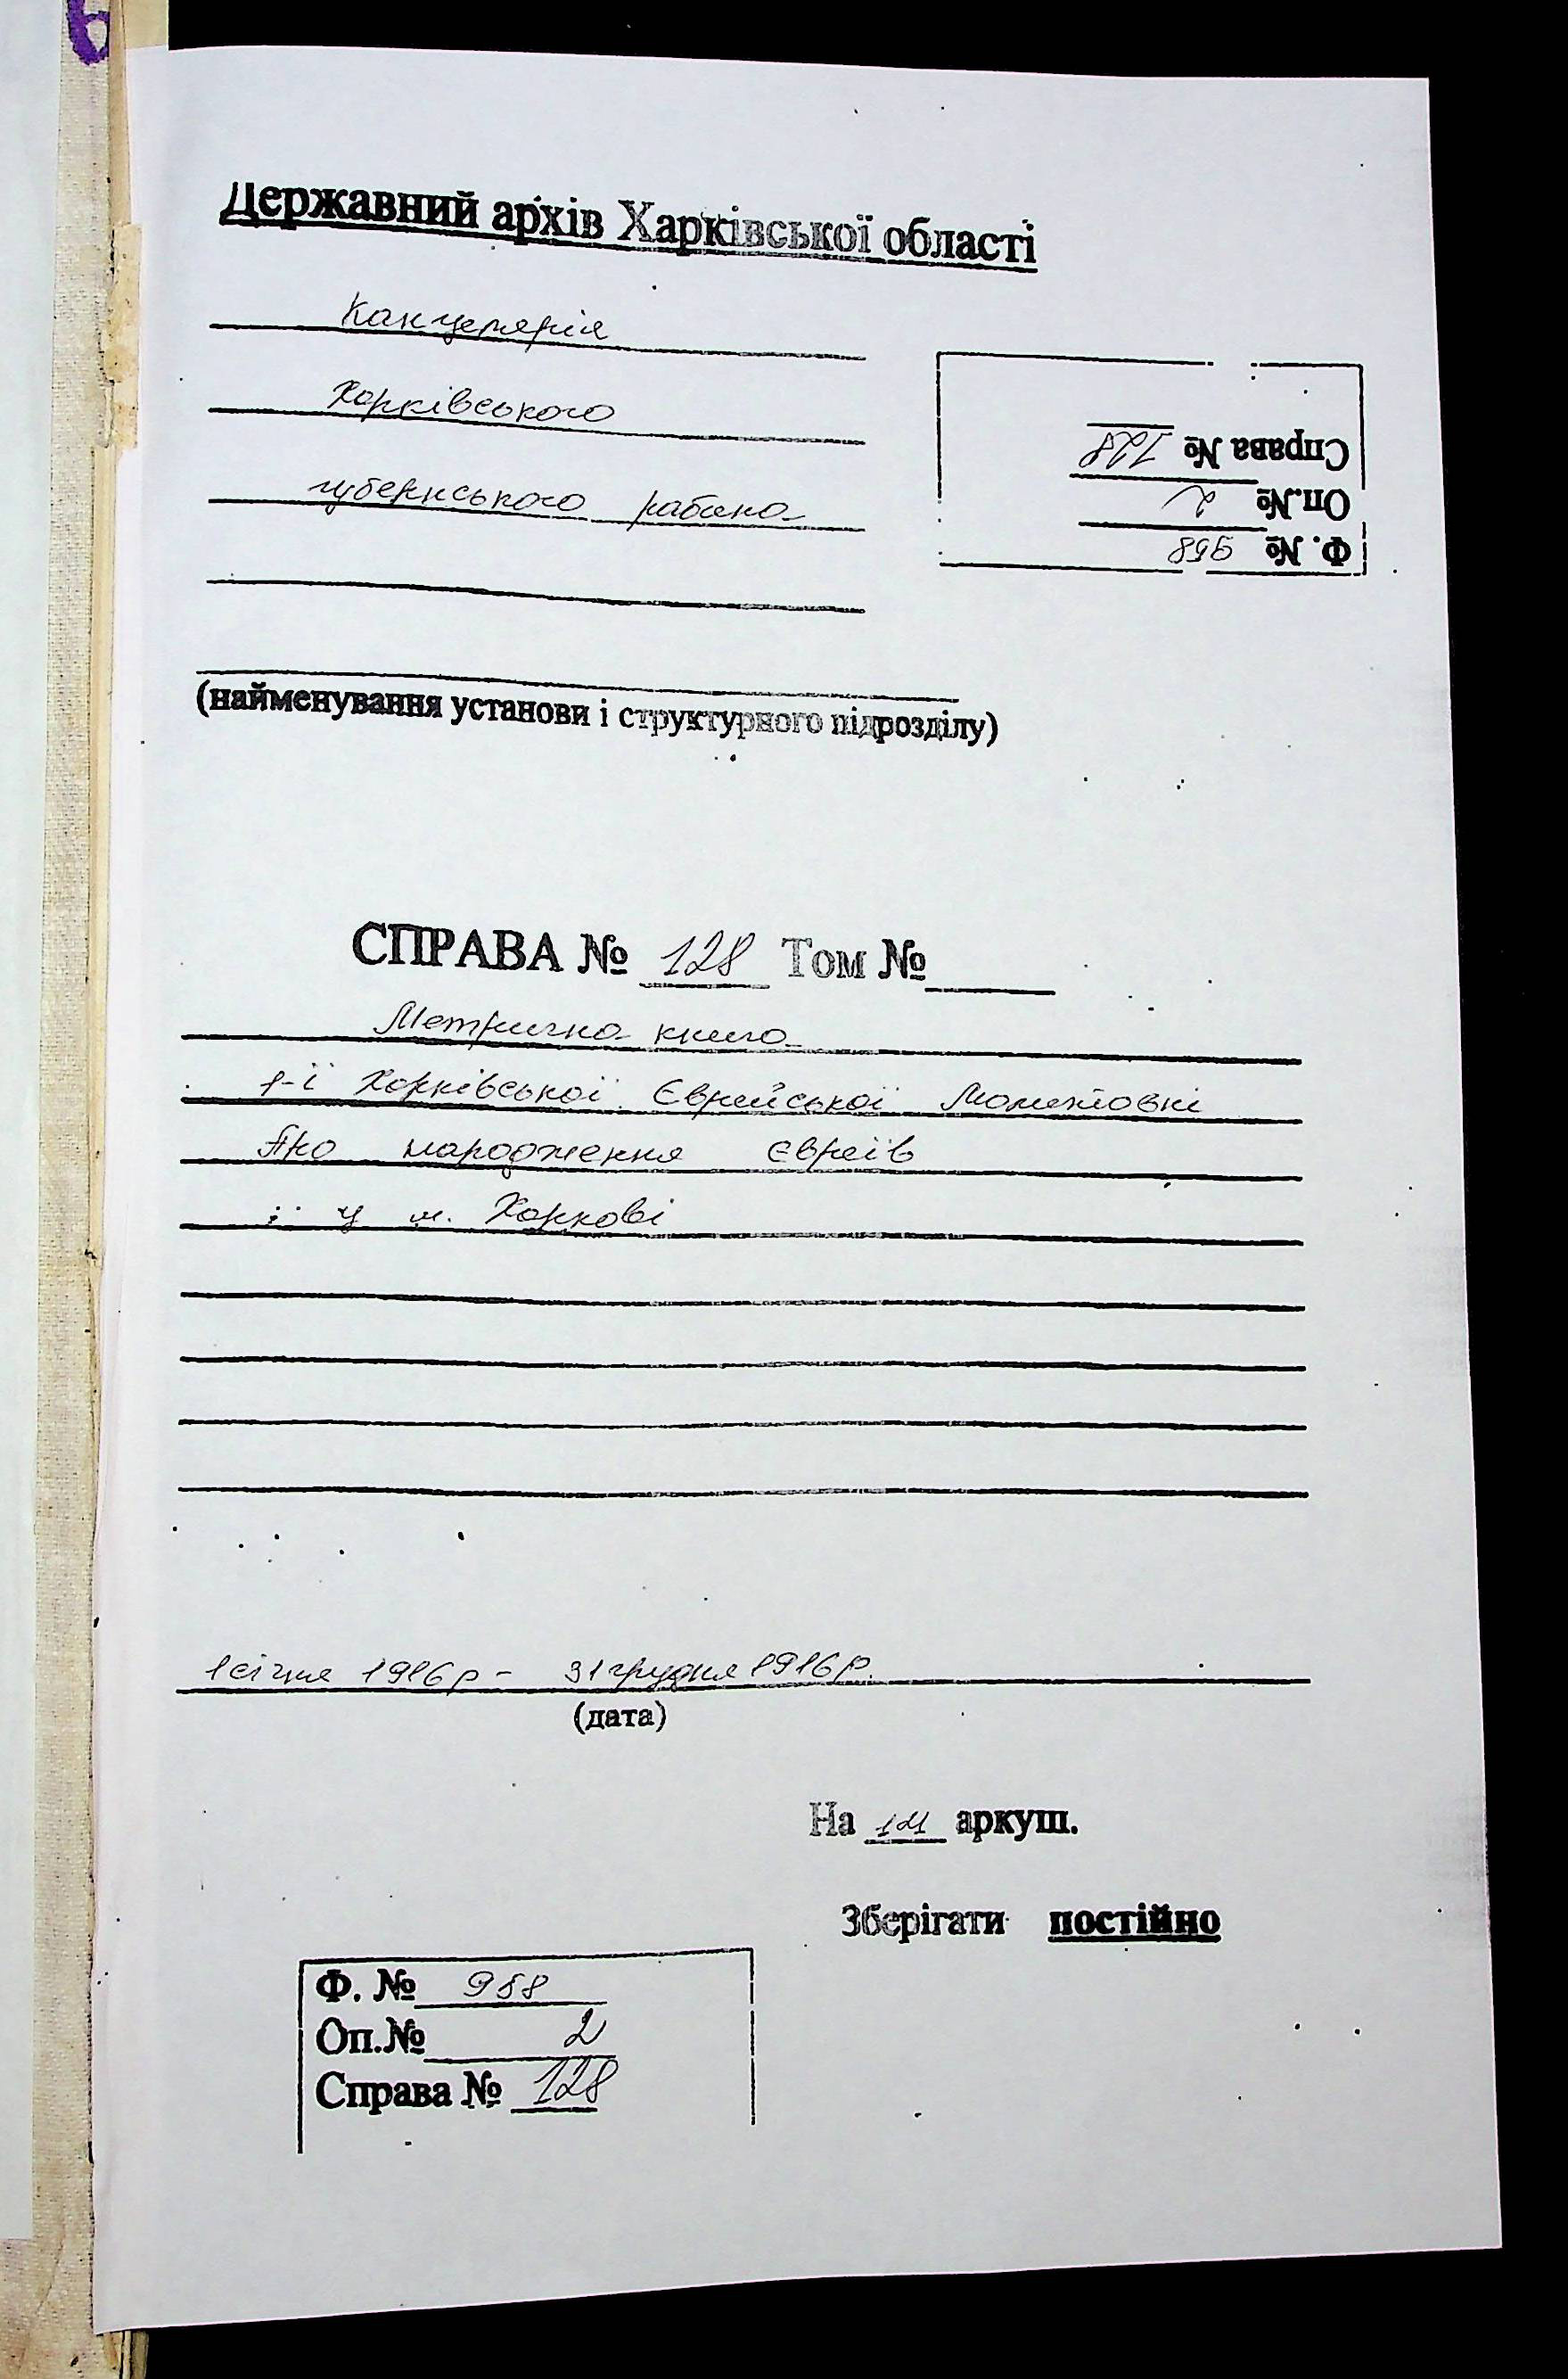 Державний архів Харківської області
Канцелярія
Харківського
губернського рабина
Справа № 128
Оп.№ 2
Ф. № 958
(найменування установи і структурного підрозділу)
СПРАВА № 128 Том №
Метрична книга
1-ї Харківської Єврейської Молитовні
Про народження євреїв
у м. Харкові
1 січня 1916 р - 31 грудня 1916 р.
(дата)
На 121 аркуш.
Зберігати постійно
Ф. № 958
Оп.№ 2
Справа № 128